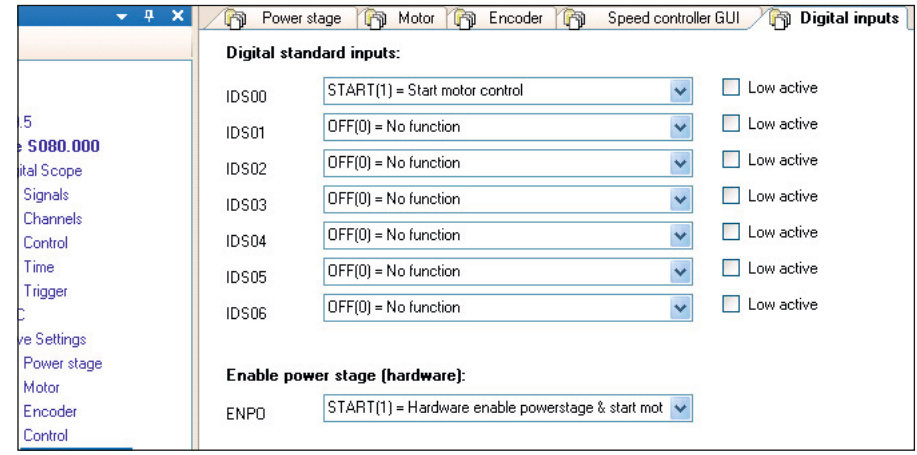 Power stage Motor Encoder Speed controller GUI Digital inputs
Digital standard inputs:
IDS00 START(1) = Start motor control Low active
IDS01 OFF(0) = No function Low active
IDS02 OFF(0) = No function Low active
IDS03 OFF(0) = No function Low active
IDS04 OFF(0) = No function Low active
IDS05 OFF(0) = No function Low active
IDS06 OFF(0) = No function Low active
Enable power stage (hardware):
ENPO START(1) = Hardware enable powerstage & start mot
.5
S080.000
ital Scope
Signals
Channels
Control
Time
Trigger
C
ve Settings
Power stage
Motor
Encoder
Control